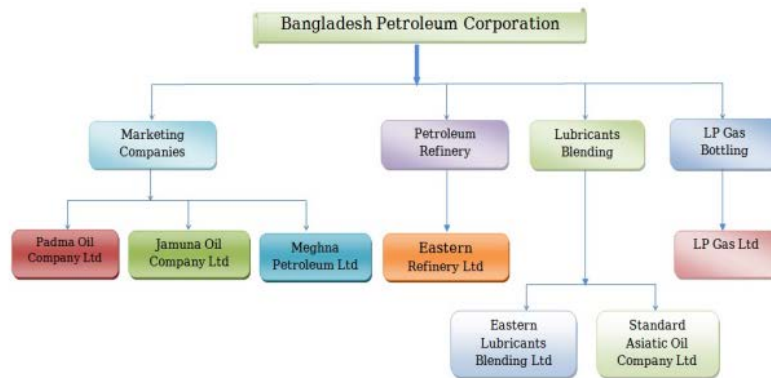 Bangladesh Petroleum Corporation
Marketing
Companies
Petroleum
Refinery
Lubricants
Blending
LP Gas
Bottling
Padma Oil
Company Ltd
Jamuna Oil
Company Ltd
Meghna
Petroleum Ltd
Eastern
Refinery Ltd
LP Gas Ltd
Eastern
Lubricants
Blending Ltd
Standard
Asiatic Oil
Company Ltd